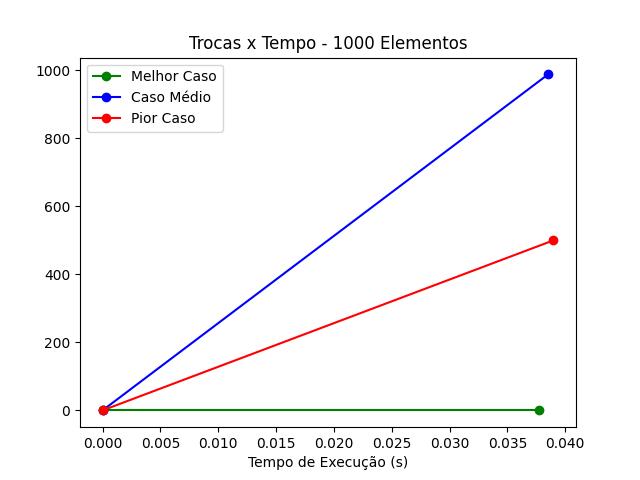 Trocas x Tempo - 1000 Elementos
Melhor Caso
Caso Médio
Pior Caso
1000
800
600
400
200
0
0.000 0.005 0.010 0.015 0.020 0.025 0.030 0.035 0.040
Tempo de Execução (s)